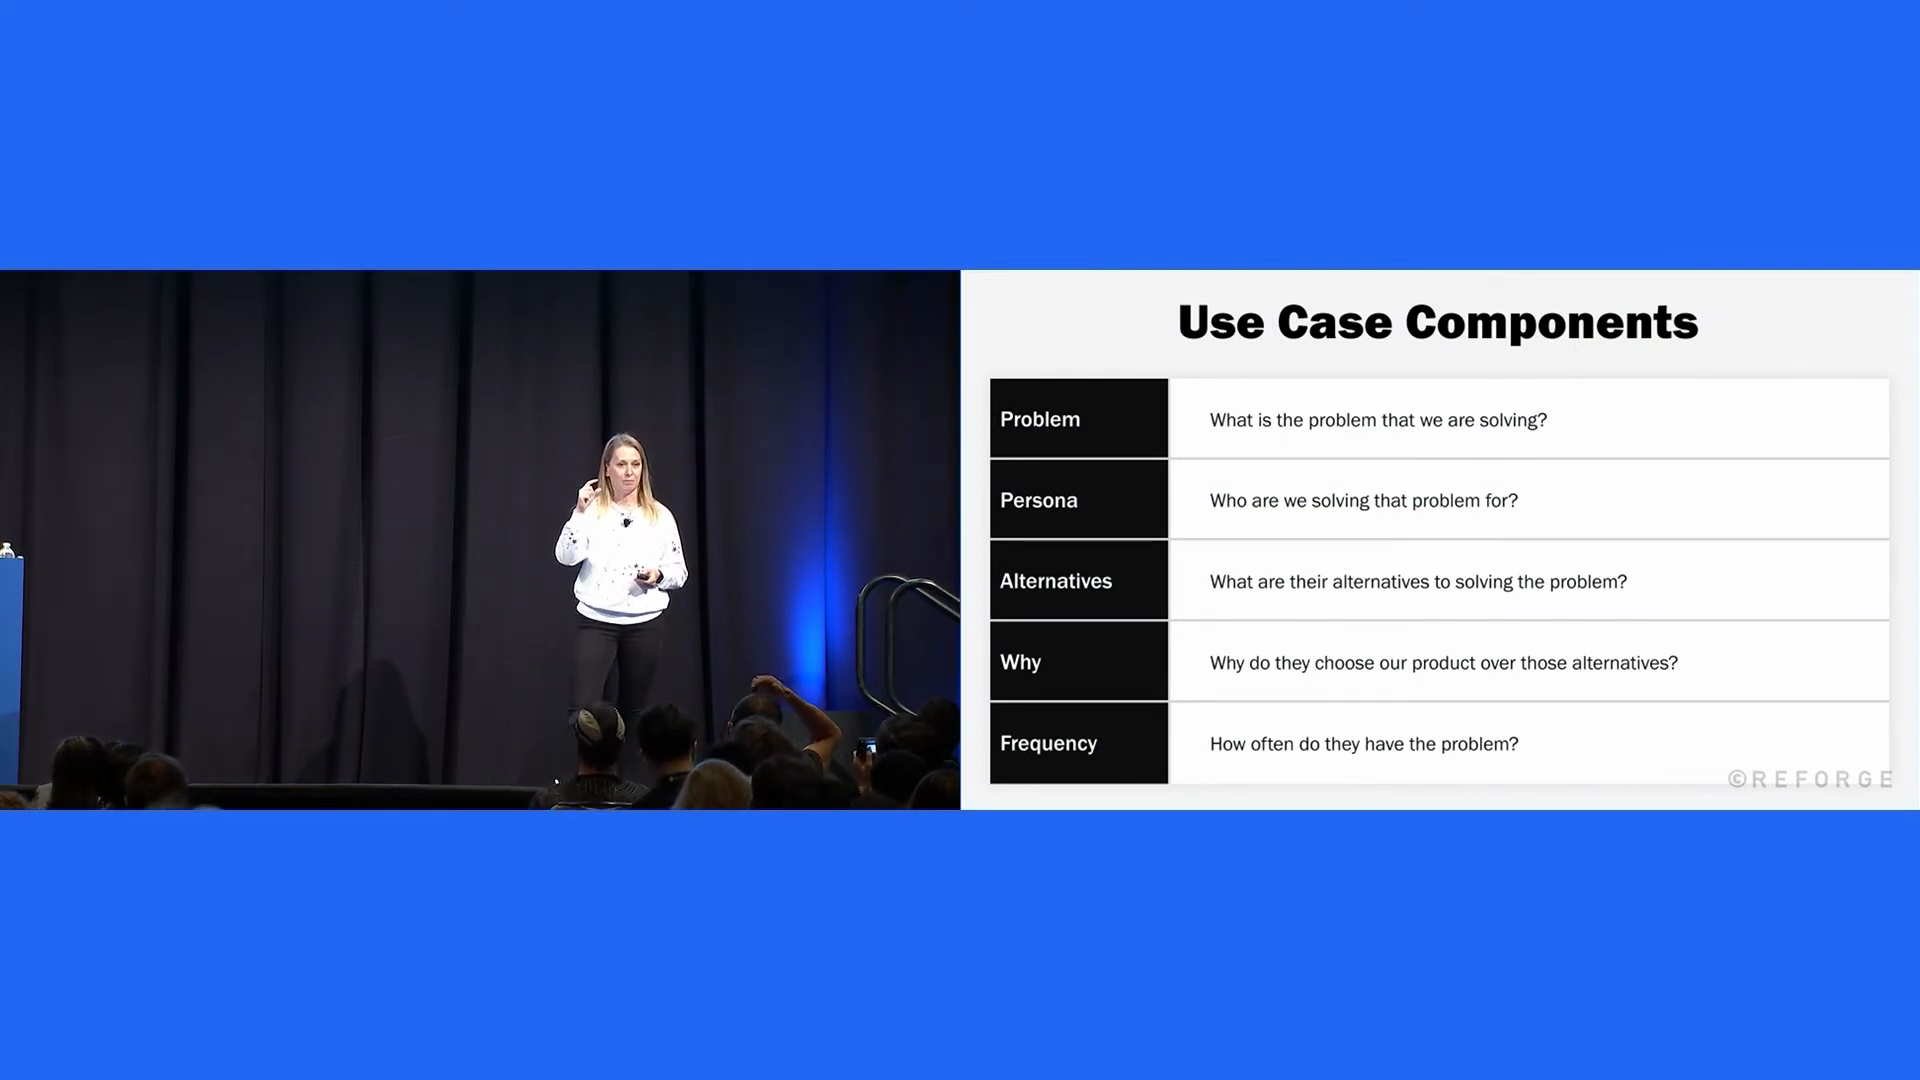 Use Case Components
Problem
What is the problem that we are solving?
Persona
Who are we solving that problem for?
Alternatives
What are their alternatives to solving the problem?
Why
Why do they choose our product over those alternatives?
Frequency
How often do they have the problem?
©REFORGE